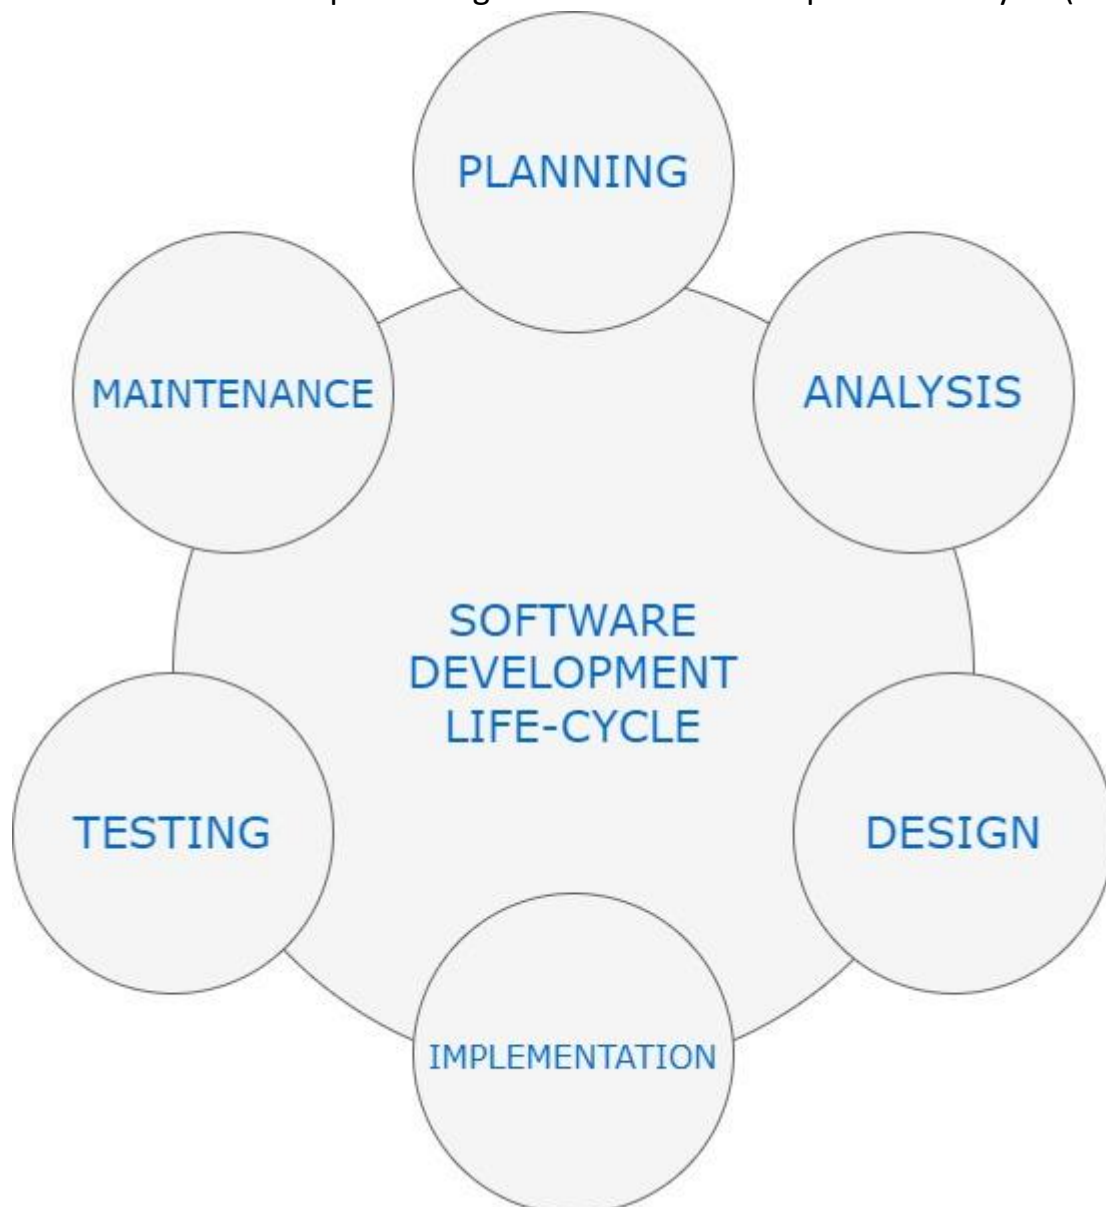 PLANNING
MAINTENANCE
ANALYSIS
SOFTWARE
DEVELOPMENT
LIFE-CYCLE
TESTING
DESIGN
IMPLEMENTATION